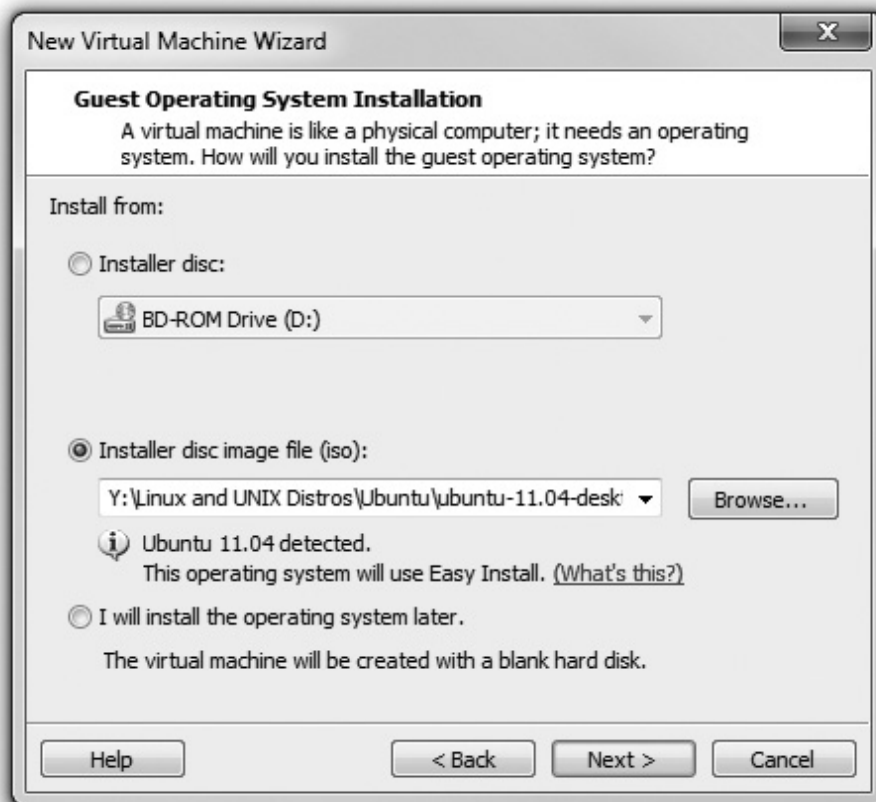 New Virtual Machine Wizard
X
Guest Operating System Installation
A virtual machine is like a physical computer; it needs an operating
system. How will you install the guest operating system?
Install from:
Installer disc:
BD-ROM Drive (D:)
Installer disc image file (iso):
Y:\Linux and UNIX Distros\Ubuntu\ubuntu-11.04-desk
Browse...
Ubuntu 11.04 detected.
This operating system will use Easy Install. (What's this?)
I will install the operating system later.
The virtual machine will be created with a blank hard disk.
Help
< Back
Next >
Cancel